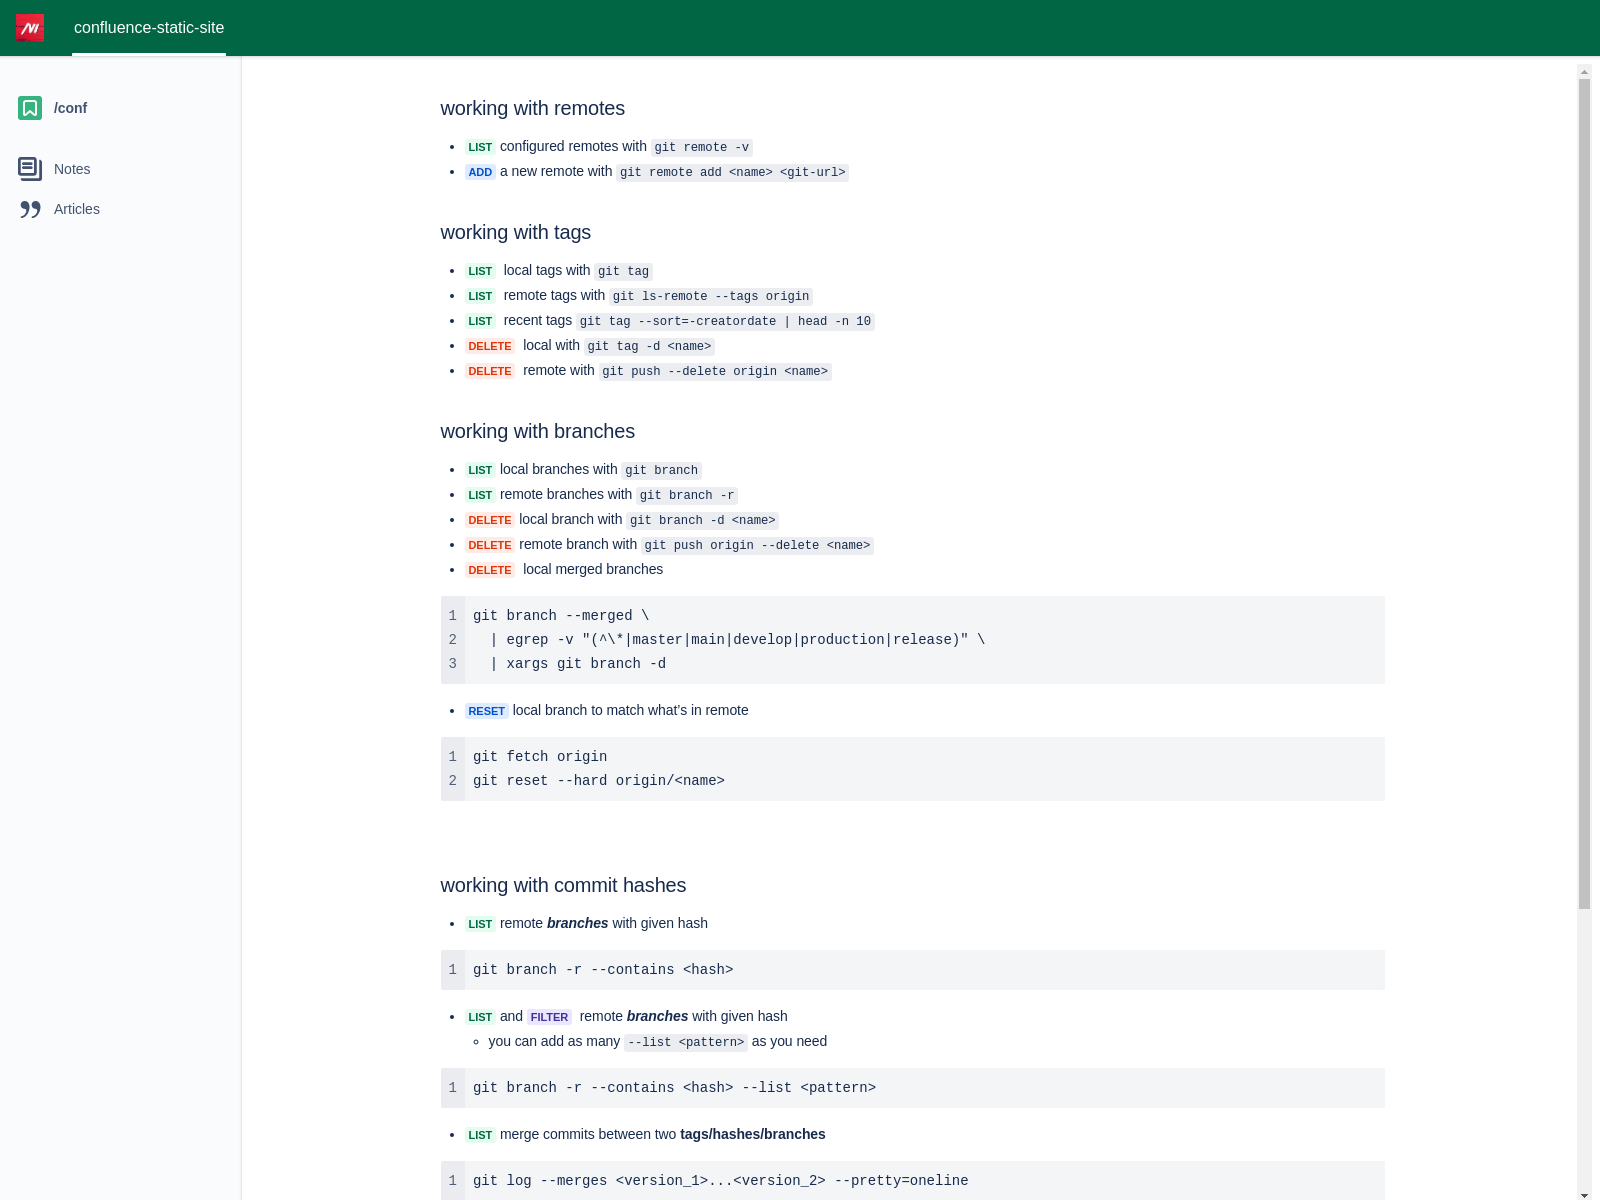 confluence-static-site
/conf
Notes
Articles
working with remotes
LIST configured remotes with git remote -v
ADD a new remote with git remote add <name> <git-url>
working with tags
LIST local tags with git tag
LIST remote tags with git ls-remote --tags origin
LIST recent tags git tag --sort=-creatordate | head -n 10
DELETE local with git tag -d <name>
DELETE remote with git push --delete origin <name>
working with branches
LIST local branches with git branch
LIST remote branches with git branch -r
DELETE local branch with git branch -d <name>
DELETE remote branch with git push origin --delete <name>
DELETE local merged branches
1 git branch --merged \
2 | egrep -v "(^\*|master|main|develop|production|release)" \
3 | xargs git branch -d
RESET local branch to match what’s in remote
1 git fetch origin
2 git reset --hard origin/<name>
working with commit hashes
LIST remote branches with given hash
1 git branch -r --contains <hash>
LIST and FILTER remote branches with given hash
you can add as many --list <pattern> as you need
1 git branch -r --contains <hash> --list <pattern>
LIST merge commits between two tags/hashes/branches
1 git log --merges <version_1>...<version_2> --pretty=oneline